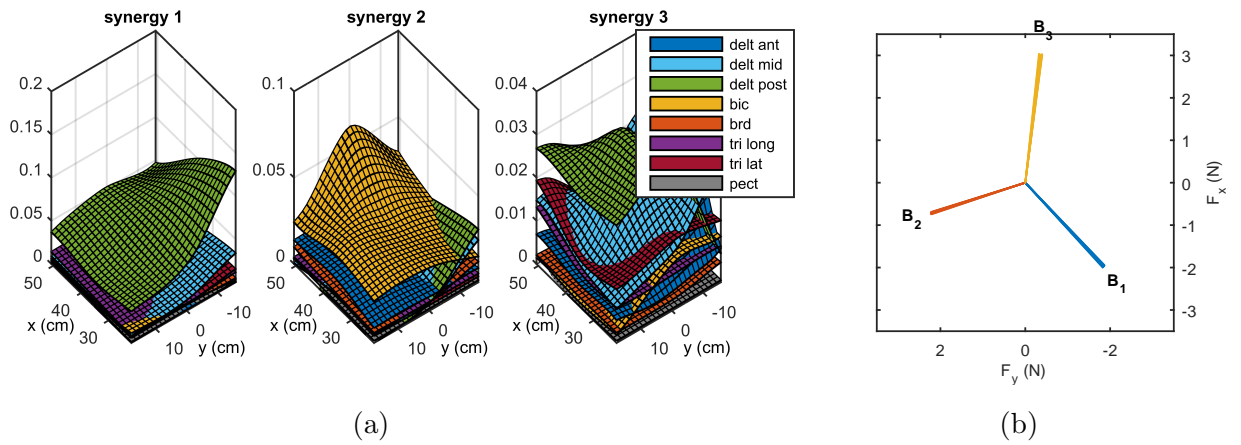 synergy 1
0.2
0.15
0.1
0.05
0
50
40
30
x (cm)
10
0
-10
y (cm)
synergy 2
0.1
0.05
0
50
40
30
x (cm)
10
0
-10
y (cm)
synergy 3
0.04
0.03
0.02
0.01
0
50
40
30
x (cm)
10
0
-10
y (cm)
delt ant
delt mid
delt post
bic
brd
tri long
tri lat
pect
(a)
B3
B2
B1
3
2
1
0
-1
-2
-3
Fx (N)
2
0
-2
Fy (N)
(b)